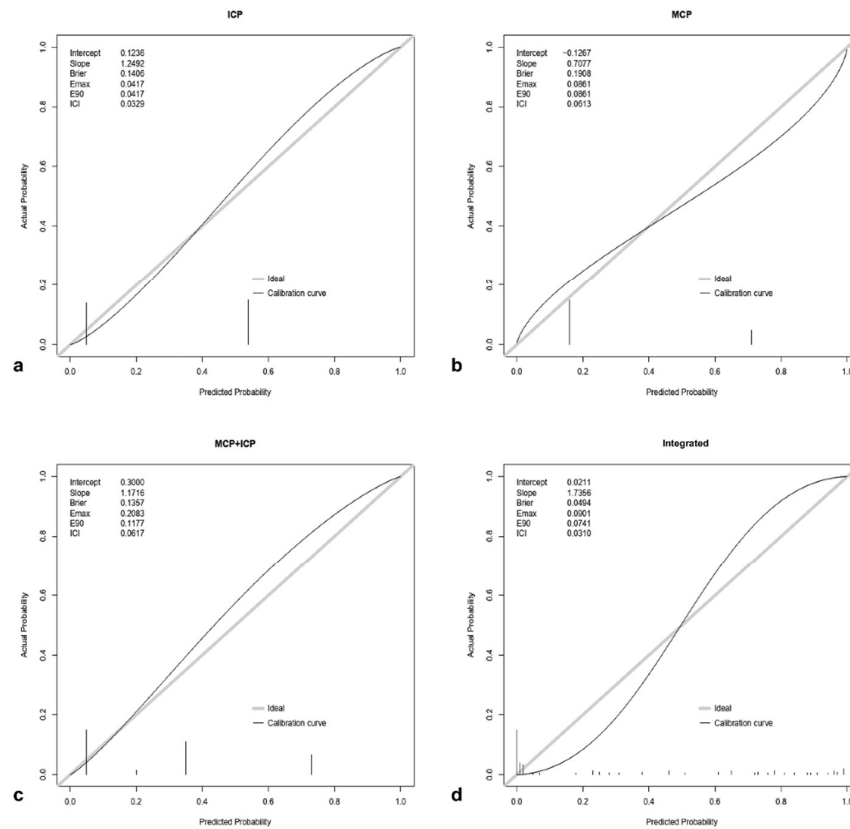 ICP
Intercept 0.1236
Slope 1.2492
Brier 0.1406
Emax 0.0417
E90 0.0417
ICI 0.0329
Actual Probability
1.0
0.8
0.6
0.4
0.2
0.0
Ideal
Calibration curve
0.0 0.2 0.4 0.6 0.8 1.0
Predicted Probability
a
MCP
Intercept −0.1267
Slope 0.7077
Brier 0.1908
Emax 0.0861
E90 0.0861
ICI 0.0613
Actual Probability
1.0
0.8
0.6
0.4
0.2
0.0
Ideal
Calibration curve
0.0 0.2 0.4 0.6 0.8 1.0
Predicted Probability
b
MCP+ICP
Intercept 0.3000
Slope 1.1716
Brier 0.1357
Emax 0.2083
E90 0.1177
ICI 0.0617
Actual Probability
1.0
0.8
0.6
0.4
0.2
0.0
Ideal
Calibration curve
0.0 0.2 0.4 0.6 0.8 1.0
Predicted Probability
c
Integrated
Intercept 0.0211
Slope 1.7356
Brier 0.0494
Emax 0.0901
E90 0.0741
ICI 0.0310
Actual Probability
1.0
0.8
0.6
0.4
0.2
0.0
Ideal
Calibration curve
0.0 0.2 0.4 0.6 0.8 1.0
Predicted Probability
d